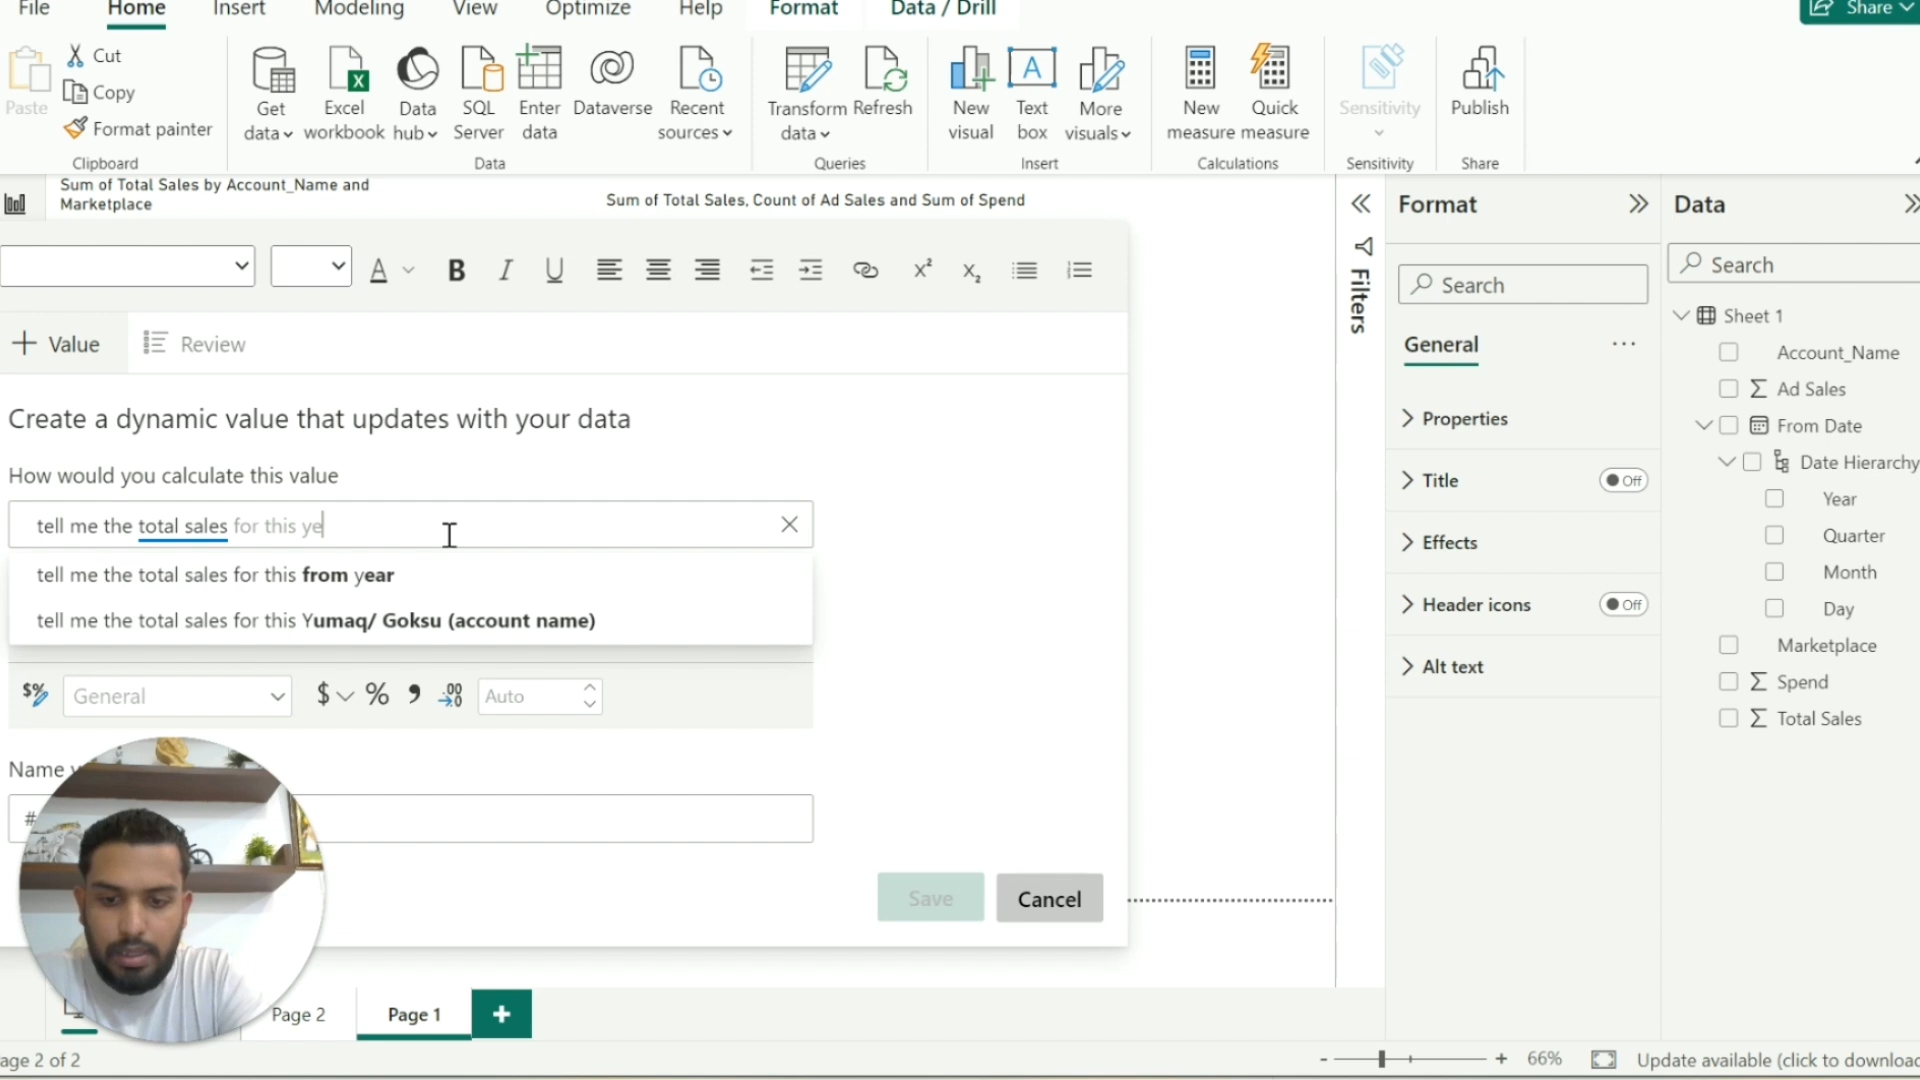 File Home Insert Modeling View Optimize Help Format Data / Drill Share
Paste
Cut
Copy
Format painter
Clipboard
Get data
Excel workbook
Data hub
SQL Server
Enter data
Dataverse
Recent sources
Data
Transform data
Refresh
Queries
New visual
Text box
More visuals
Insert
New measure
Quick measure
Calculations
Sensitivity
Sensitivity
Publish
Share
Sum of Total Sales by Account_Name and
Marketplace
Sum of Total Sales, Count of Ad Sales and Sum of Spend
Value
Review
Create a dynamic value that updates with your data
How would you calculate this value
tell me the total sales for this ye
tell me the total sales for this from year
tell me the total sales for this Yumaq/ Goksu (account name)
General
$ % Auto
Name
#
Save
Cancel
Filters
Format
Search
General
Properties
Title Off
Effects
Header icons Off
Alt text
Data
Search
Sheet 1
Account_Name
Ad Sales
From Date
Date Hierarchy
Year
Quarter
Month
Day
Marketplace
Spend
Total Sales
Page 2
Page 1
+
age 2 of 2
- + 66%
Update available (click to download